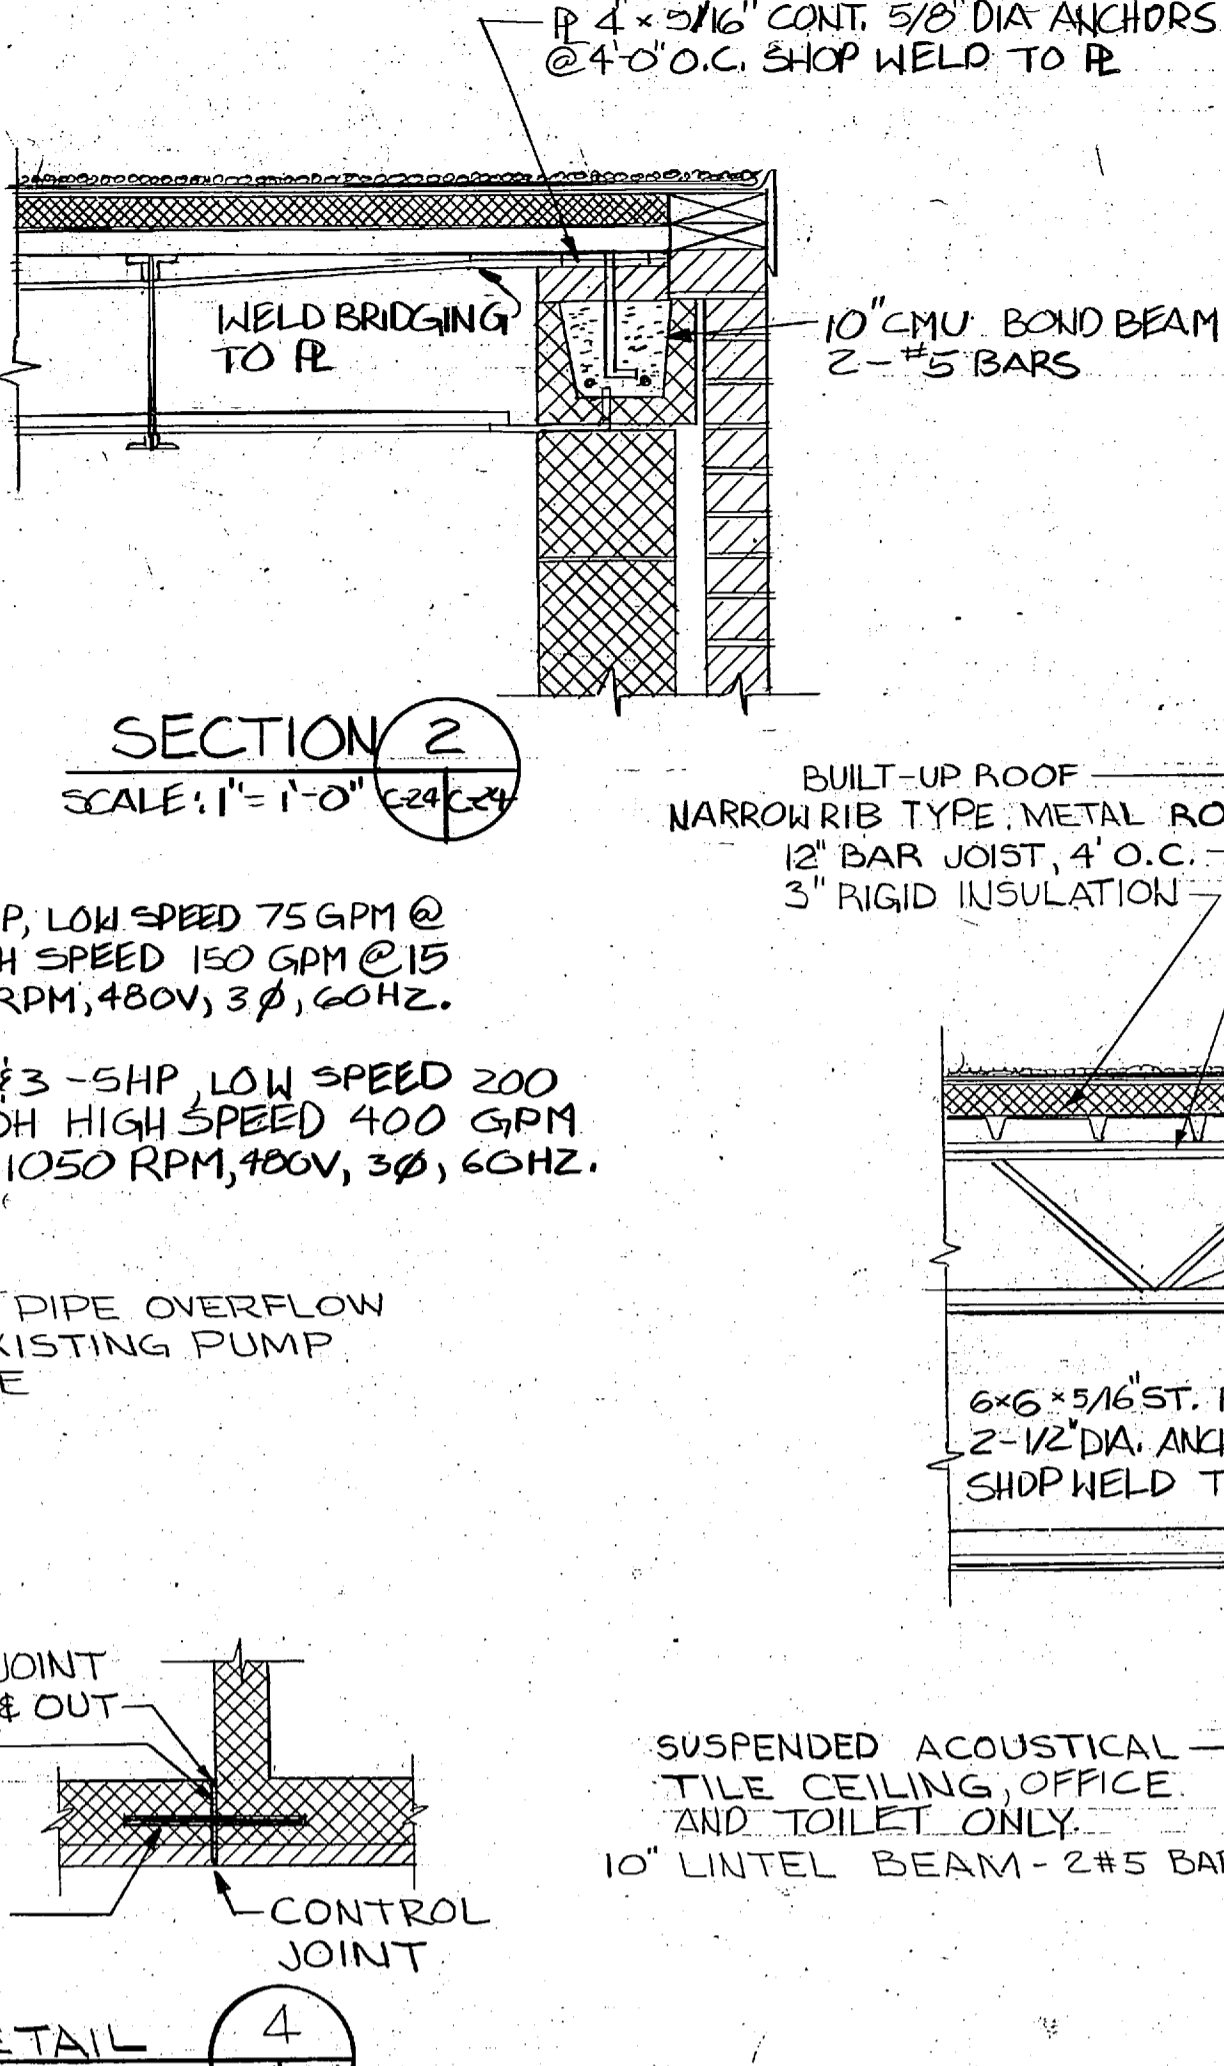 PL 4" × 5/16" CONT. 5/8" DIA ANCHORS
@ 4'-0" O.C. SHOP WELD TO PL
WELD BRIDGING
TO PL
10" CMU BOND BEAM
2-#5 BARS
SECTION 2
SCALE: 1" = 1'-0" C-24 C-24
BUILT-UP ROOF
NARROW RIB TYPE METAL RO
12" BAR JOIST, 4' O.C.
3" RIGID INSULATION
P, LOW SPEED 75 GPM @
H SPEED 150 GPM @ 15
RPM, 480V, 3Ø, 60HZ.
&3 -5HP, LOW SPEED 200
DH HIGH SPEED 400 GPM
1050 RPM, 480V, 3Ø, 60HZ.
PIPE OVERFLOW
XISTING PUMP
E
6×6×5/16" ST.
2-1/2" DIA. ANCH
SHOP WELD T
JOINT
& OUT
CONTROL
JOINT
SUSPENDED ACOUSTICAL
TILE CEILING, OFFICE
AND TOILET ONLY.
10" LINTEL BEAM - 2#5 BAR
ETAIL 4